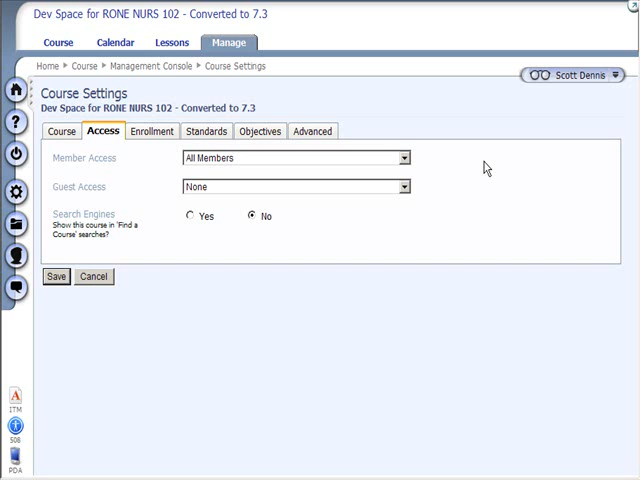 Dev Space for RONE NURS 102 - Converted to 7.3
Course Calendar Lessons Manage
Home Course Management Console Course Settings
Scott Dennis
Course Settings
Dev Space for RONE NURS 102 - Converted to 7.3
Course Access Enrollment Standards Objectives Advanced
Member Access All Members
Guest Access None
Search Engines Yes No
Show this course in 'Find a
Course' searches?
Save Cancel
A
ITM
508
PDA